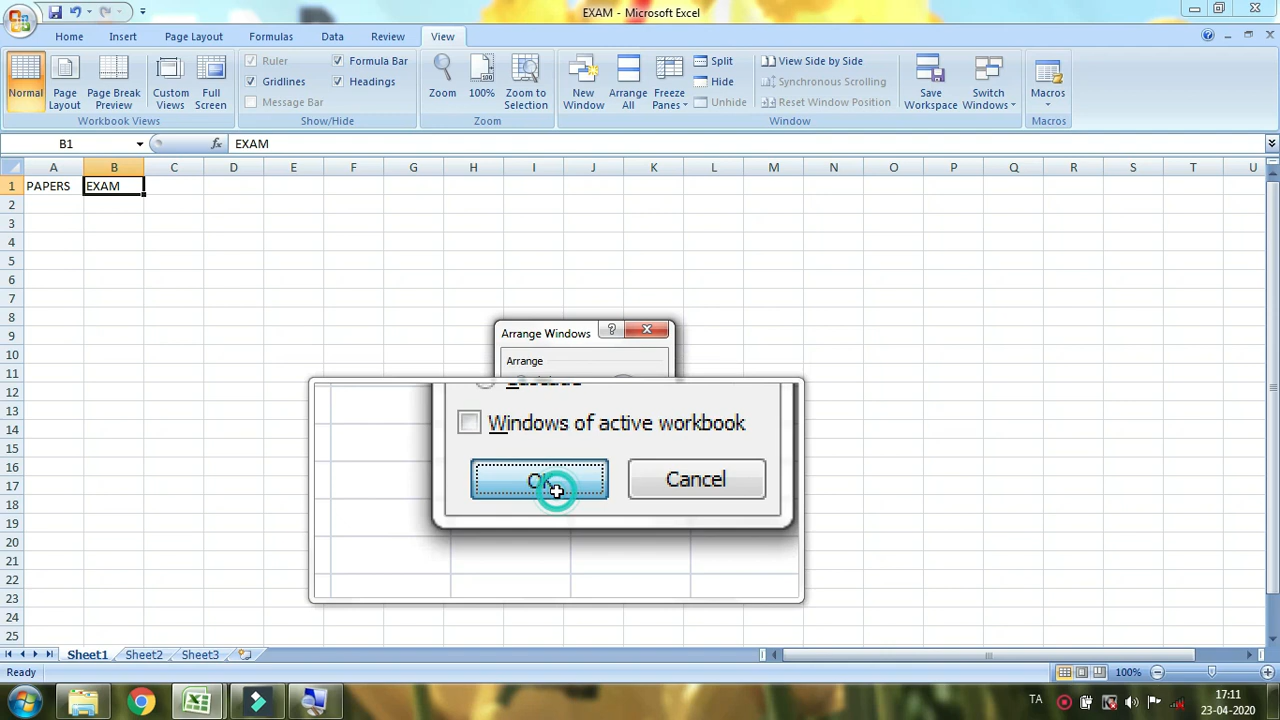 EXAM - Microsoft Excel
Home Insert Page Layout Formulas Data Review View
Normal
Page Layout
Page Break Preview
Custom Views
Full Screen
Workbook Views
Ruler
Gridlines
Message Bar
Formula Bar
Headings
Show/Hide
Zoom
100%
Zoom to Selection
Zoom
New Window
Arrange All
Freeze Panes
Split
Hide
Unhide
View Side by Side
Synchronous Scrolling
Reset Window Position
Save Workspace
Switch Windows
Window
Macros
Macros
B1 fx EXAM
A B C D E F G H I J K L M N O P Q R S T U
1 PAPERS EXAM
2
3
4
5
6
7
8
9
10
11
12
13
14
15
16
17
18
19
20
21
22
23
24
25
Arrange Windows ?
Arrange
Windows of active workbook
OK Cancel
Sheet1 Sheet2 Sheet3
Ready 100%
TA 17:11
23-04-2020